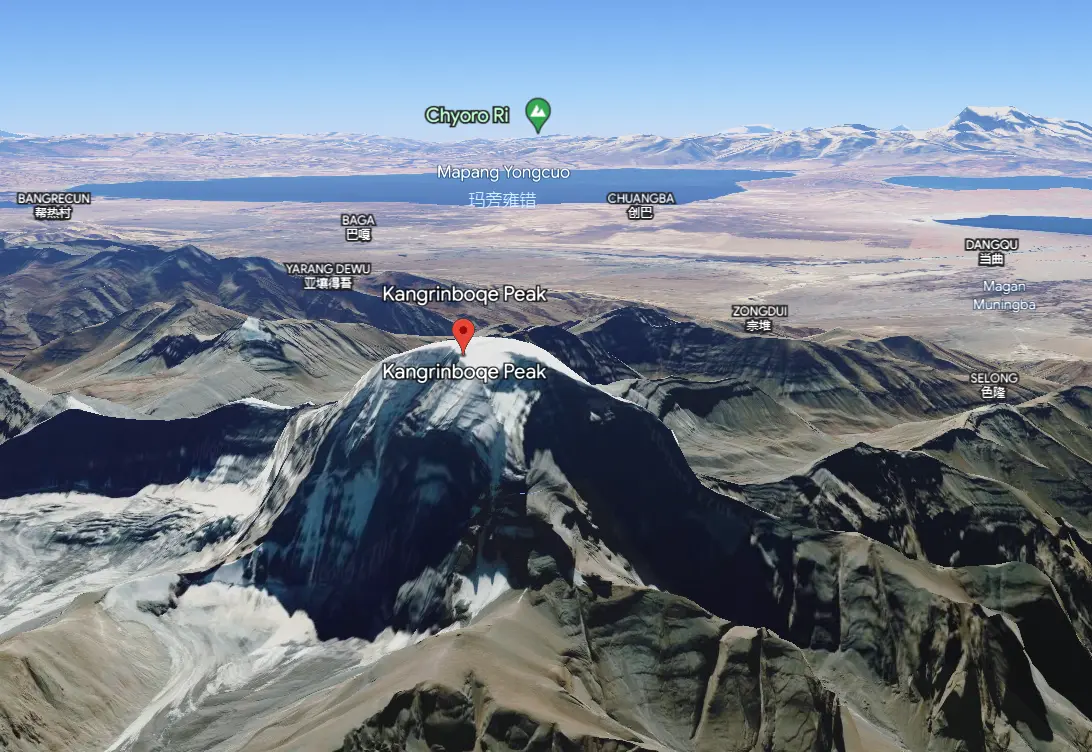 Chyoro Ri
Mapang Yongcuo
玛旁雍错
BANGRECUN
帮热村
CHUANGBA
创巴
BAGA
巴嘎
DANGQU
当曲
YARANG DEWU
亚壤得吾
Magan
Muningba
Kangrinboqe Peak
ZONGDUI
宗堆
Kangrinboqe Peak
SELONG
色隆